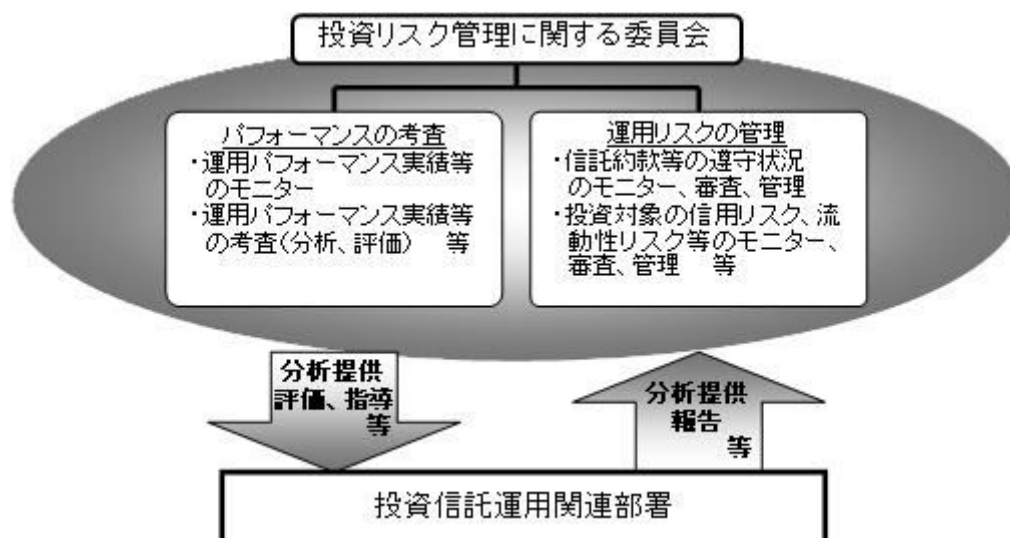 投資リスク管理に関する委員会
パフォーマンスの考査
・運用パフォーマンス実績等
のモニター
・運用パフォーマンス実績等
の考査(分析、評価) 等
運用リスクの管理
・信託約款等の遵守状況
のモニター、審査、管理
・投資対象の信用リスク、流
動性リスク等のモニター、
審査、管理 等
分析提供
評価、指導
等
分析提供
報告
等
投資信託運用関連部署